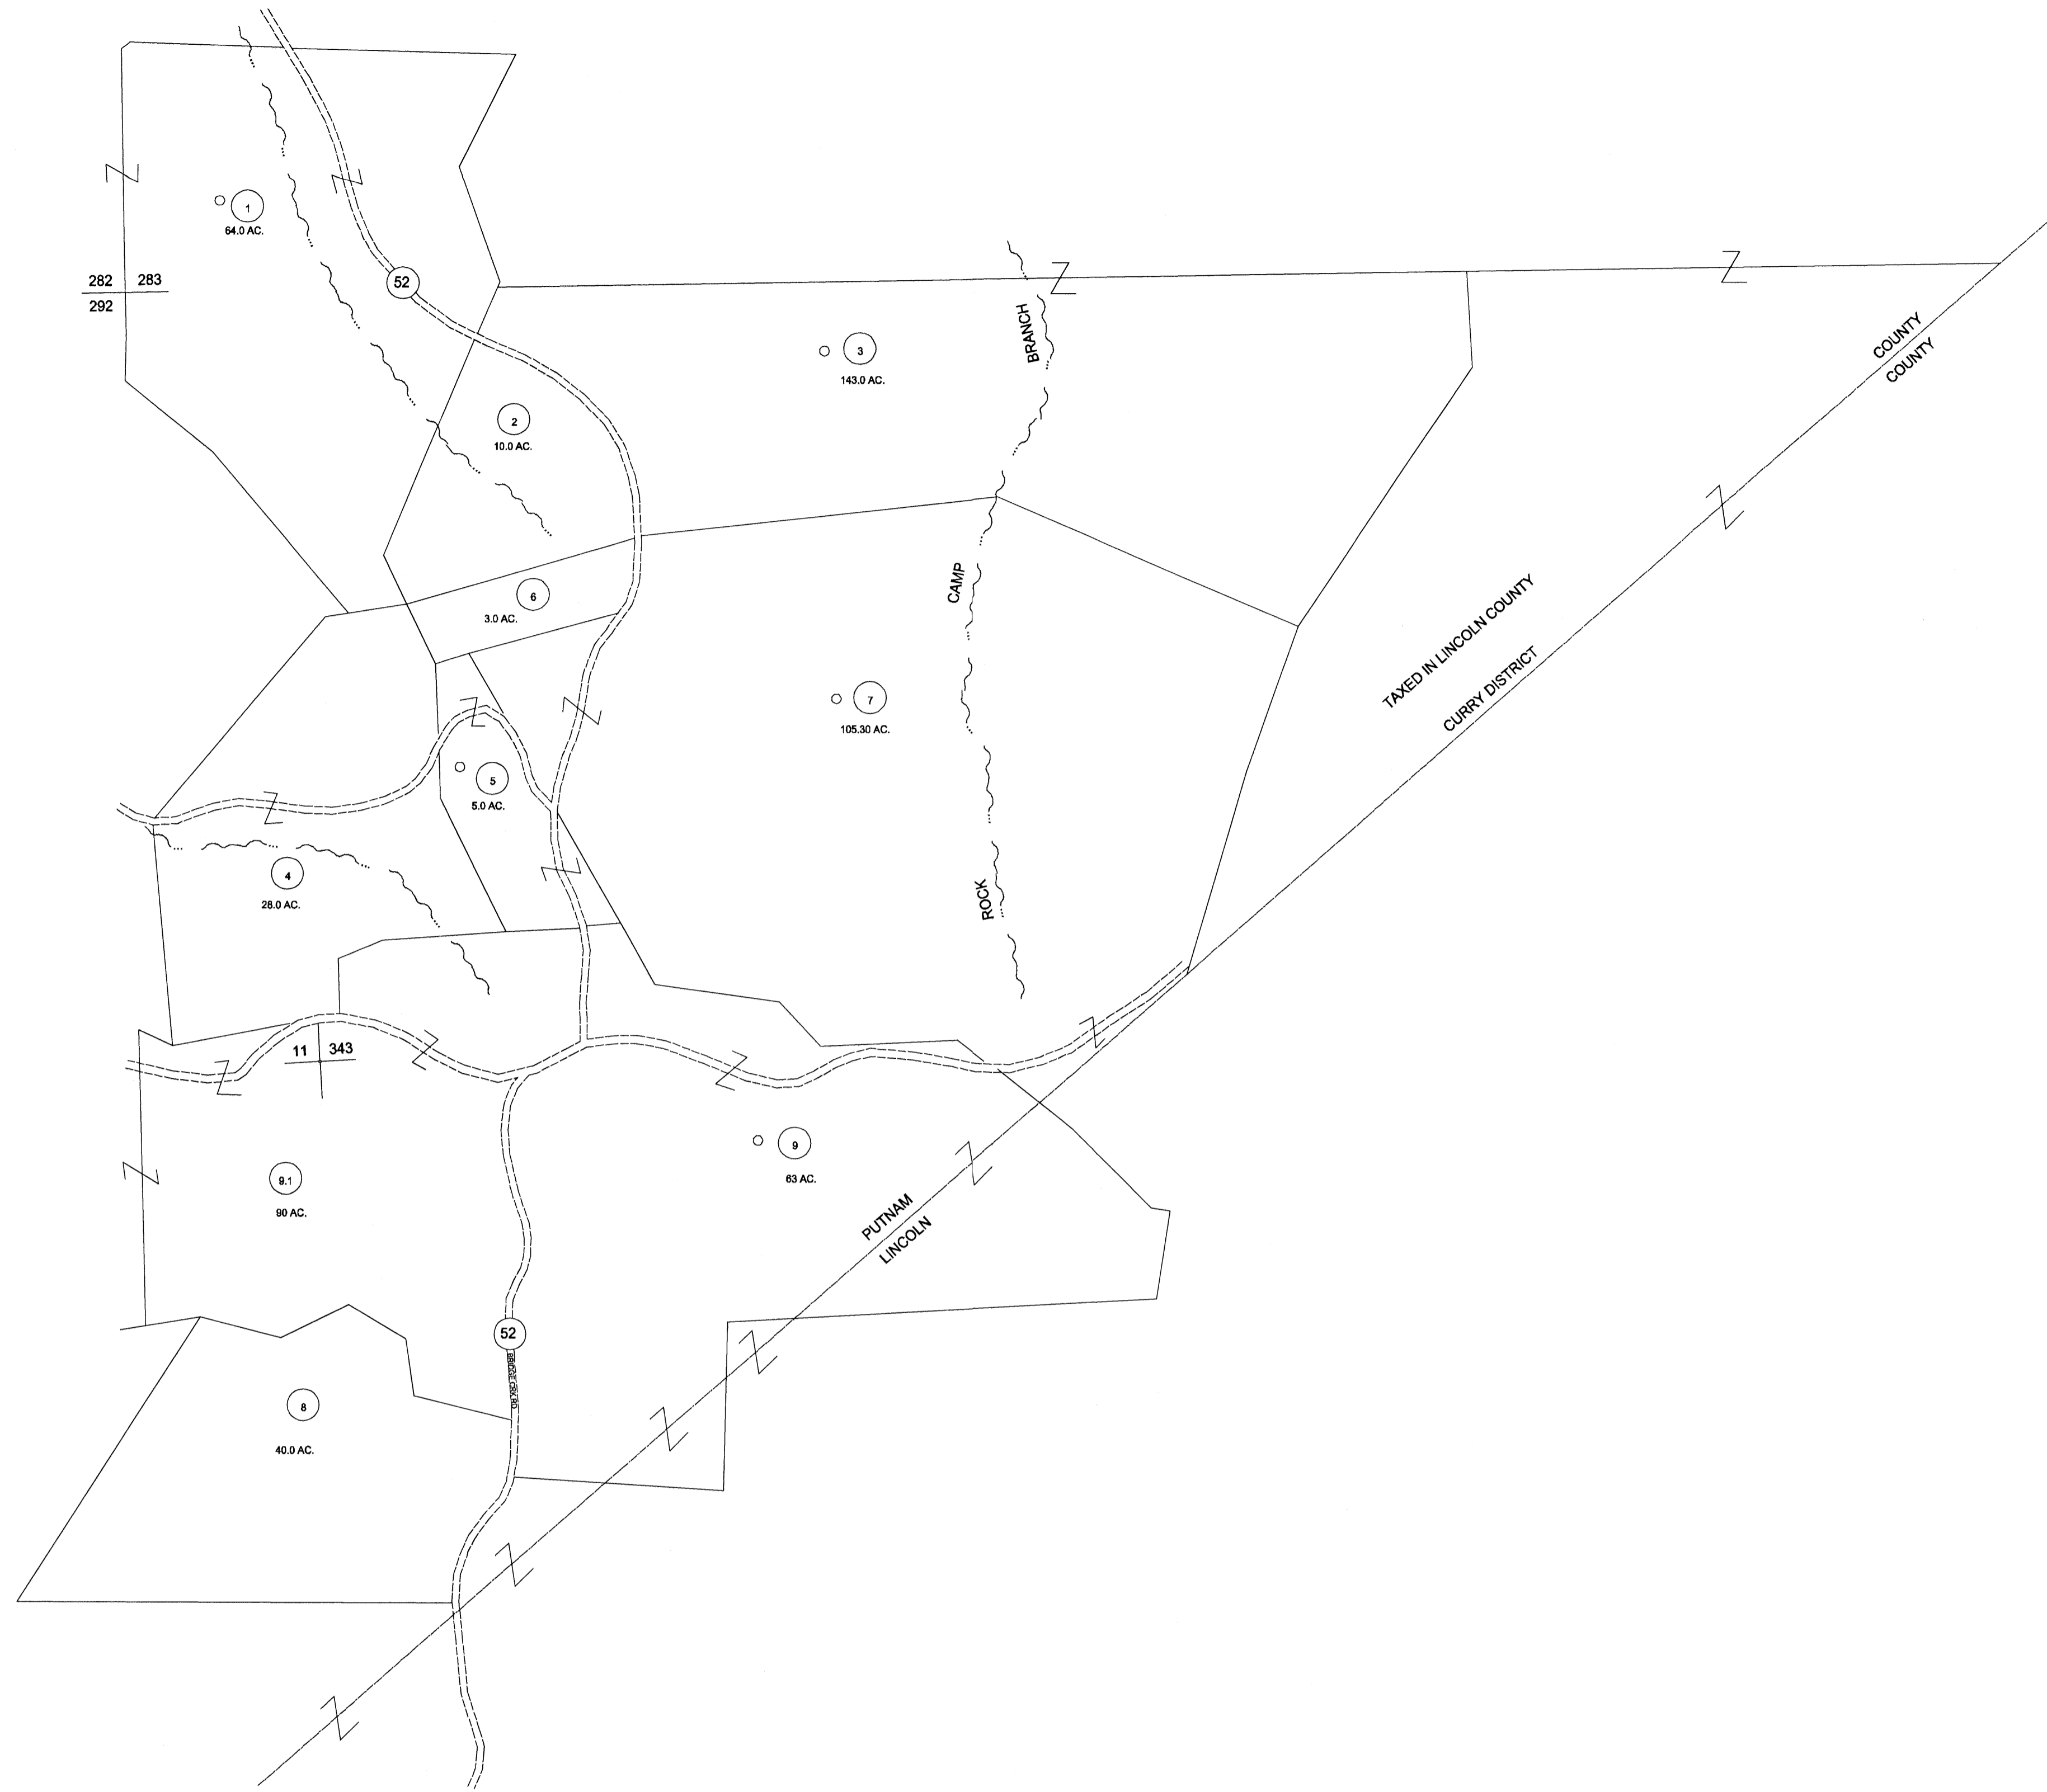 1
64.0 AC.
282
283
292
52
BRANCH
3
143.0 AC.
COUNTY
COUNTY
2
10.0 AC.
CAMP
6
3.0 AC.
TAXED IN LINCOLN COUNTY
CURRY DISTRICT
7
105.30 AC.
5
5.0 AC.
4
28.0 AC.
ROCK
11
343
9
63 AC.
9.1
90 AC.
PUTNAM
LINCOLN
52
8
40.0 AC.